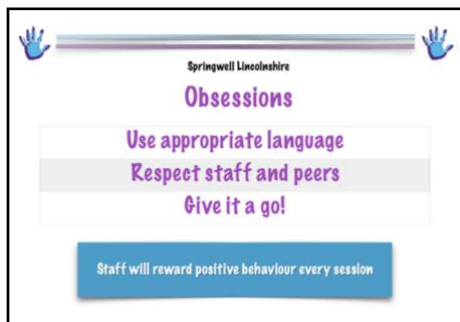 Springwell Lincolnshire
Obsessions
Use appropriate language
Respect staff and peers
Give it a go!
Staff will reward positive behaviour every session